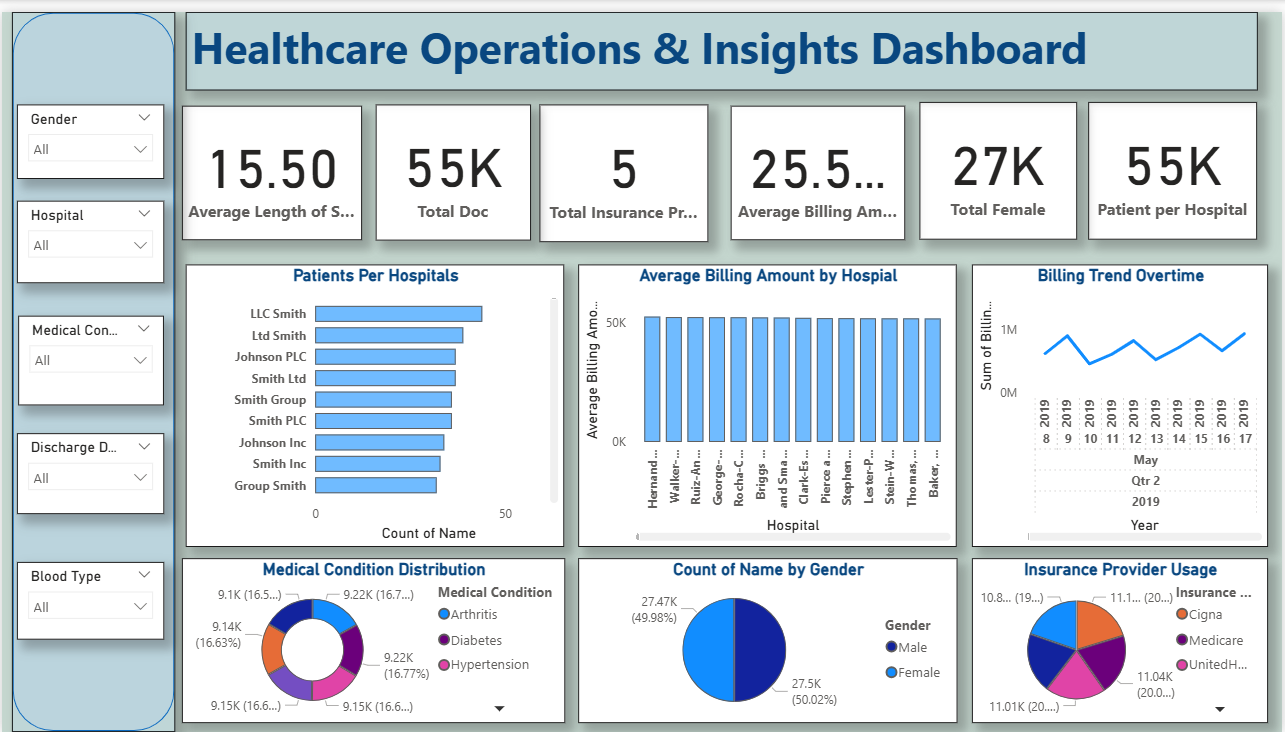 Healthcare Operations & Insights Dashboard
Gender
All
Hospital
All
Medical Con...
All
Discharge D...
All
Blood Type
All
15.50
Average Length of S...
55K
Total Doc
5
Total Insurance Pr...
25.5...
Average Billing Am...
27K
Total Female
55K
Patient per Hospital
Patients Per Hospitals
LLC Smith
Ltd Smith
Johnson PLC
Smith Ltd
Smith Group
Smith PLC
Johnson Inc
Smith Inc
Group Smith
0 50
Count of Name
Average Billing Amount by Hospial
Average Billing Amo...
50K
0K
Hernand...
Walker-...
Ruiz-An...
George-...
Rocha-C...
Briggs ...
and Sma...
Clark-Es...
Pierce a...
Stephen...
Lester-P...
Stein-W...
Thomas,...
Baker, ...
Hospital
Billing Trend Overtime
Sum of Billin...
1M
0M
2019 2019 2019 2019 2019 2019 2019 2019 2019 2019
8 9 10 11 12 13 14 15 16 17
May
Qtr 2
2019
Year
Medical Condition Distribution
9.1K (16.5...)
9.22K (16.7...)
9.14K
(16.63%)
9.22K
(16.77%)
9.15K (16.6...)
9.15K (16.6...)
Medical Condition
Arthritis
Diabetes
Hypertension
Count of Name by Gender
27.47K
(49.98%)
27.5K
(50.02%)
Gender
Male
Female
Insurance Provider Usage
10.8... (19...)
11.1... (20...)
11.04K
(20.0...)
11.01K (20....)
Insurance ...
Cigna
Medicare
UnitedH...